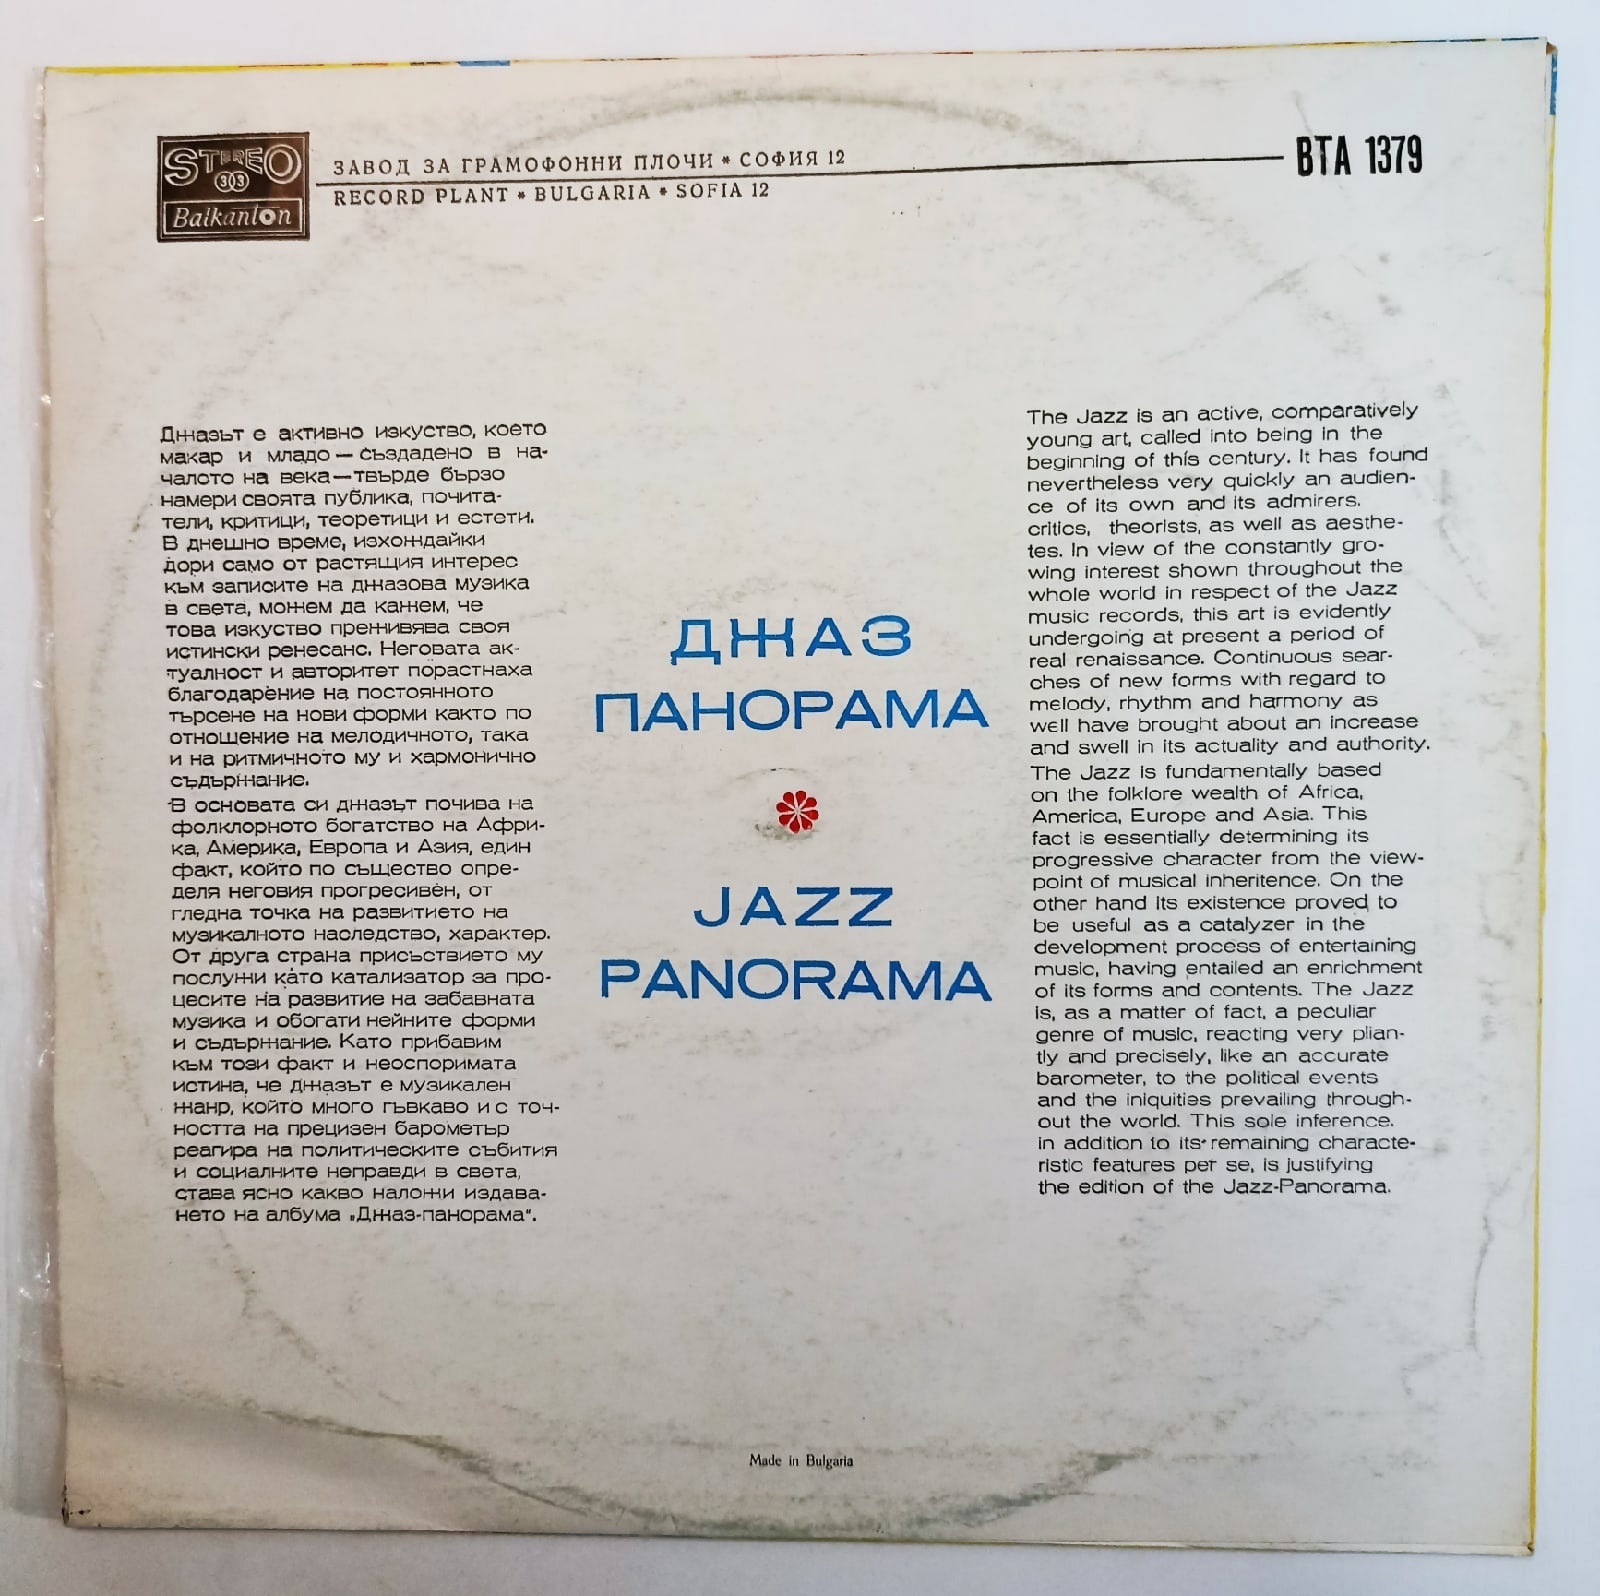 STEREO
33
Balkanton
ЗАВОД ЗА ГРАМОФОННИ ПЛОЧИ * СОФИЯ 12
RECORD PLANT * BULGARIA * SOFIA 12
ВТА 1379
Джазът е активно изкуство, което
макар и младо — създадено в на-
чалото на века — твърде бързо
намери своята публика, почита-
тели, критици, теоретици и естети.
В днешно време, изхождайки
дори само от растящия интерес
към записите на джазова музика
в света, можем да кажем, че
това изкуство преживява своя
истински ренесанс. Неговата ак-
туалност и авторитет порастнаха
благодарение на постоянното
търсене на нови форми както по
отношение на мелодичното, така
и на ритмичното му и хармонично
съдържание.
В основата си джазът почива на
фолклорното богатство на Афри-
ка, Америка, Европа и Азия, един
факт, който по същество опре-
деля неговия прогресивен, от
гледна точка на развитието на
музикалното наследство, характер.
От друга страна присъствието му
послужи като катализатор за про-
цесите на развитие на забавната
музика и обогати нейните форми
и съдържание. Като прибавим
към този факт и неоспоримата
истина, че джазът е музикален
жанр, който много гъвкаво и с точ-
ността на прецизен барометър
реагира на политическите събития
и социалните неправди в света,
става ясно какво наложи издава-
нето на албума „Джаз-панорама“.
ДЖАЗ
ПАНОРАМА
JAZZ
PANORAMA
The Jazz is an active, comparatively
young art, called into being in the
beginning of this century. It has found
nevertheless very quickly an audien-
ce of its own and its admirers.
critics, theorists, as well as aesthe-
tes. In view of the constantly gro-
wing interest shown throughout the
whole world in respect of the Jazz
music records, this art is evidently
undergoing at present a period of
real renaissance. Continuous sear-
ches of new forms with regard to
melody, rhythm and harmony as
well have brought about an increase
and swell in its actuality and authority.
The Jazz is fundamentally based
on the folklore wealth of Africa,
America, Europe and Asia. This
fact is essentially determining its
progressive character from the view-
point of musical inheritence. On the
other hand its existence proved to
be useful as a catalyzer in the
development process of entertaining
music, having entailed an enrichment
of its forms and contents. The Jazz
is, as a matter of fact, a peculiar
genre of music, reacting very plian-
tly and precisely, like an accurate
barometer, to the political events
and the iniquities prevailing through-
out the world. This sole inference.
in addition to its remaining characte-
ristic features per se, is justifying
the edition of the Jazz-Panorama.
Made in Bulgaria